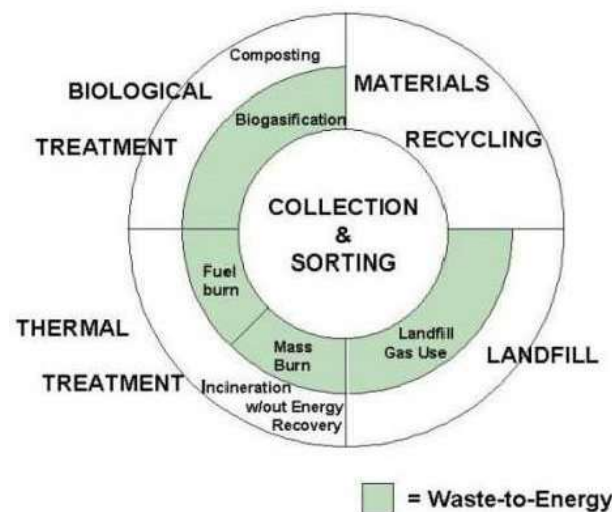 Composting
BIOLOGICAL
MATERIALS
Biogasification
TREATMENT
RECYCLING
COLLECTION
&
SORTING
Fuel
burn
THERMAL
Mass
Burn
Landfill
Gas Use
LANDFILL
TREATMENT
Incineration
w/out Energy
Recovery
= Waste-to-Energy